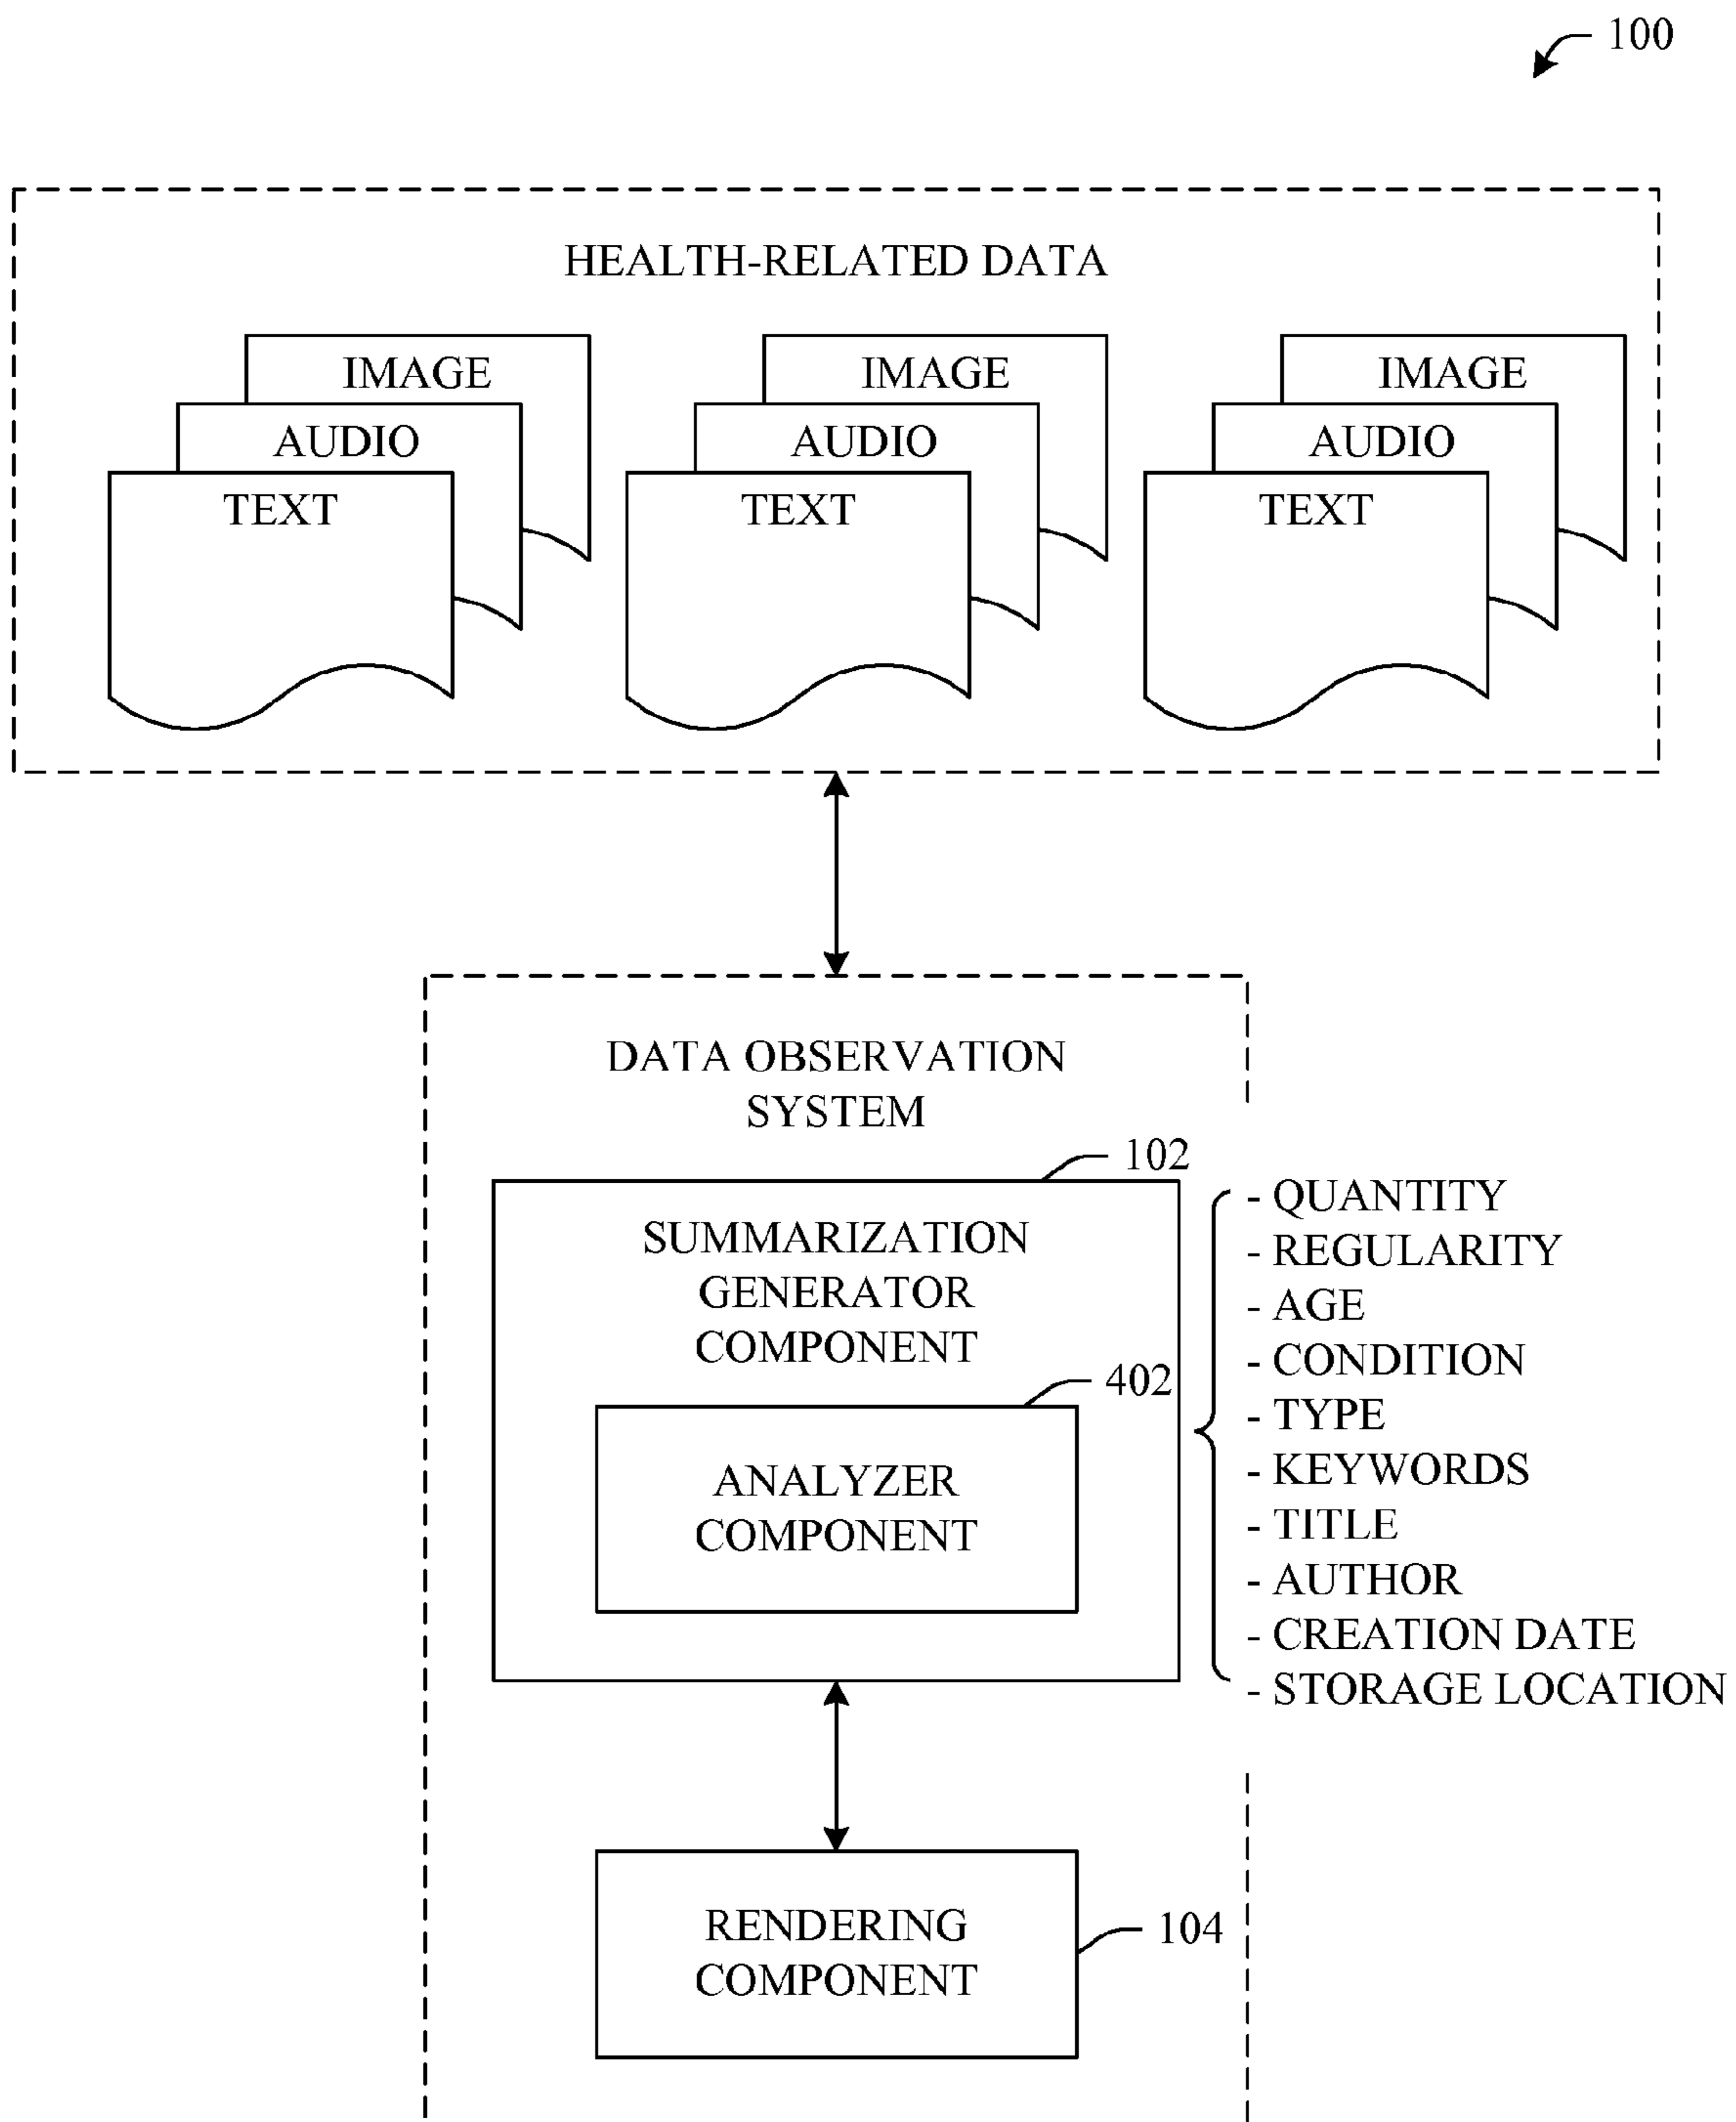 100
HEALTH-RELATED DATA
IMAGE
AUDIO
TEXT
IMAGE
AUDIO
TEXT
IMAGE
AUDIO
TEXT
DATA OBSERVATION
SYSTEM
102
SUMMARIZATION
GENERATOR
COMPONENT
402
ANALYZER
COMPONENT
- QUANTITY
- REGULARITY
- AGE
- CONDITION
- TYPE
- KEYWORDS
- TITLE
- AUTHOR
- CREATION DATE
- STORAGE LOCATION
RENDERING
COMPONENT
104